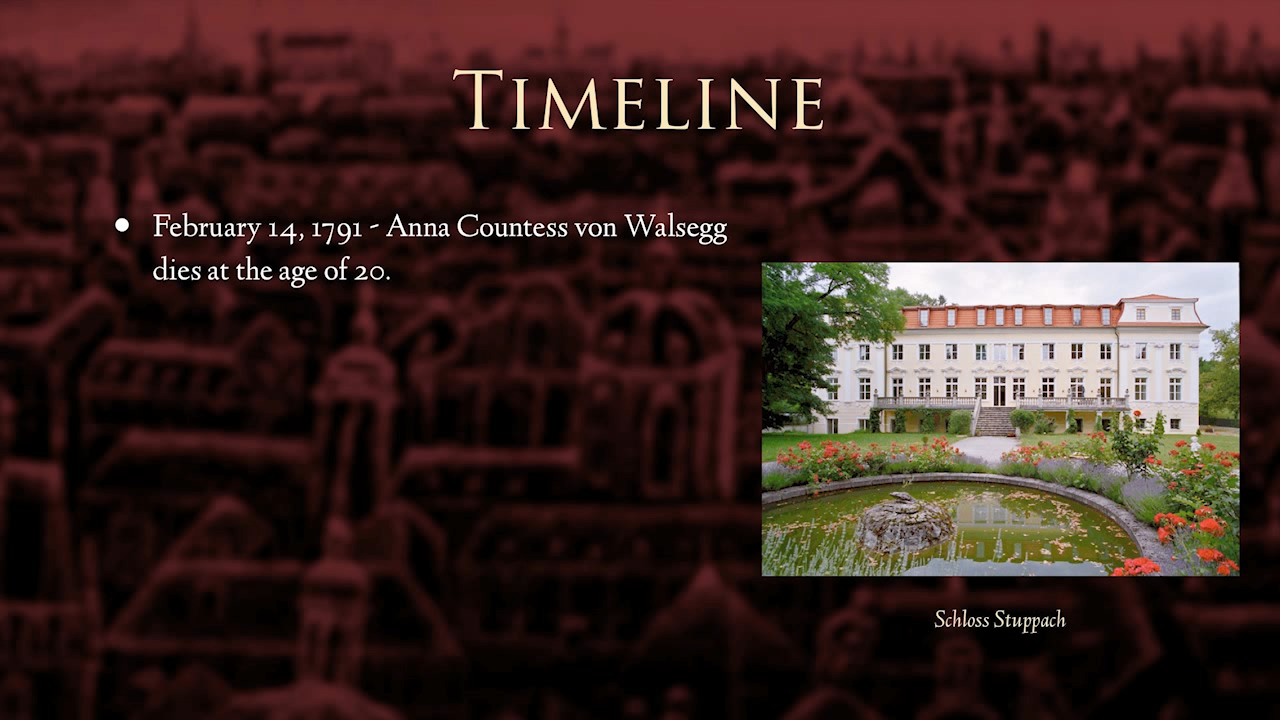 TIMELINE
• February 14, 1791 - Anna Countess von Walsegg
dies at the age of 20.
Schloss Stuppach